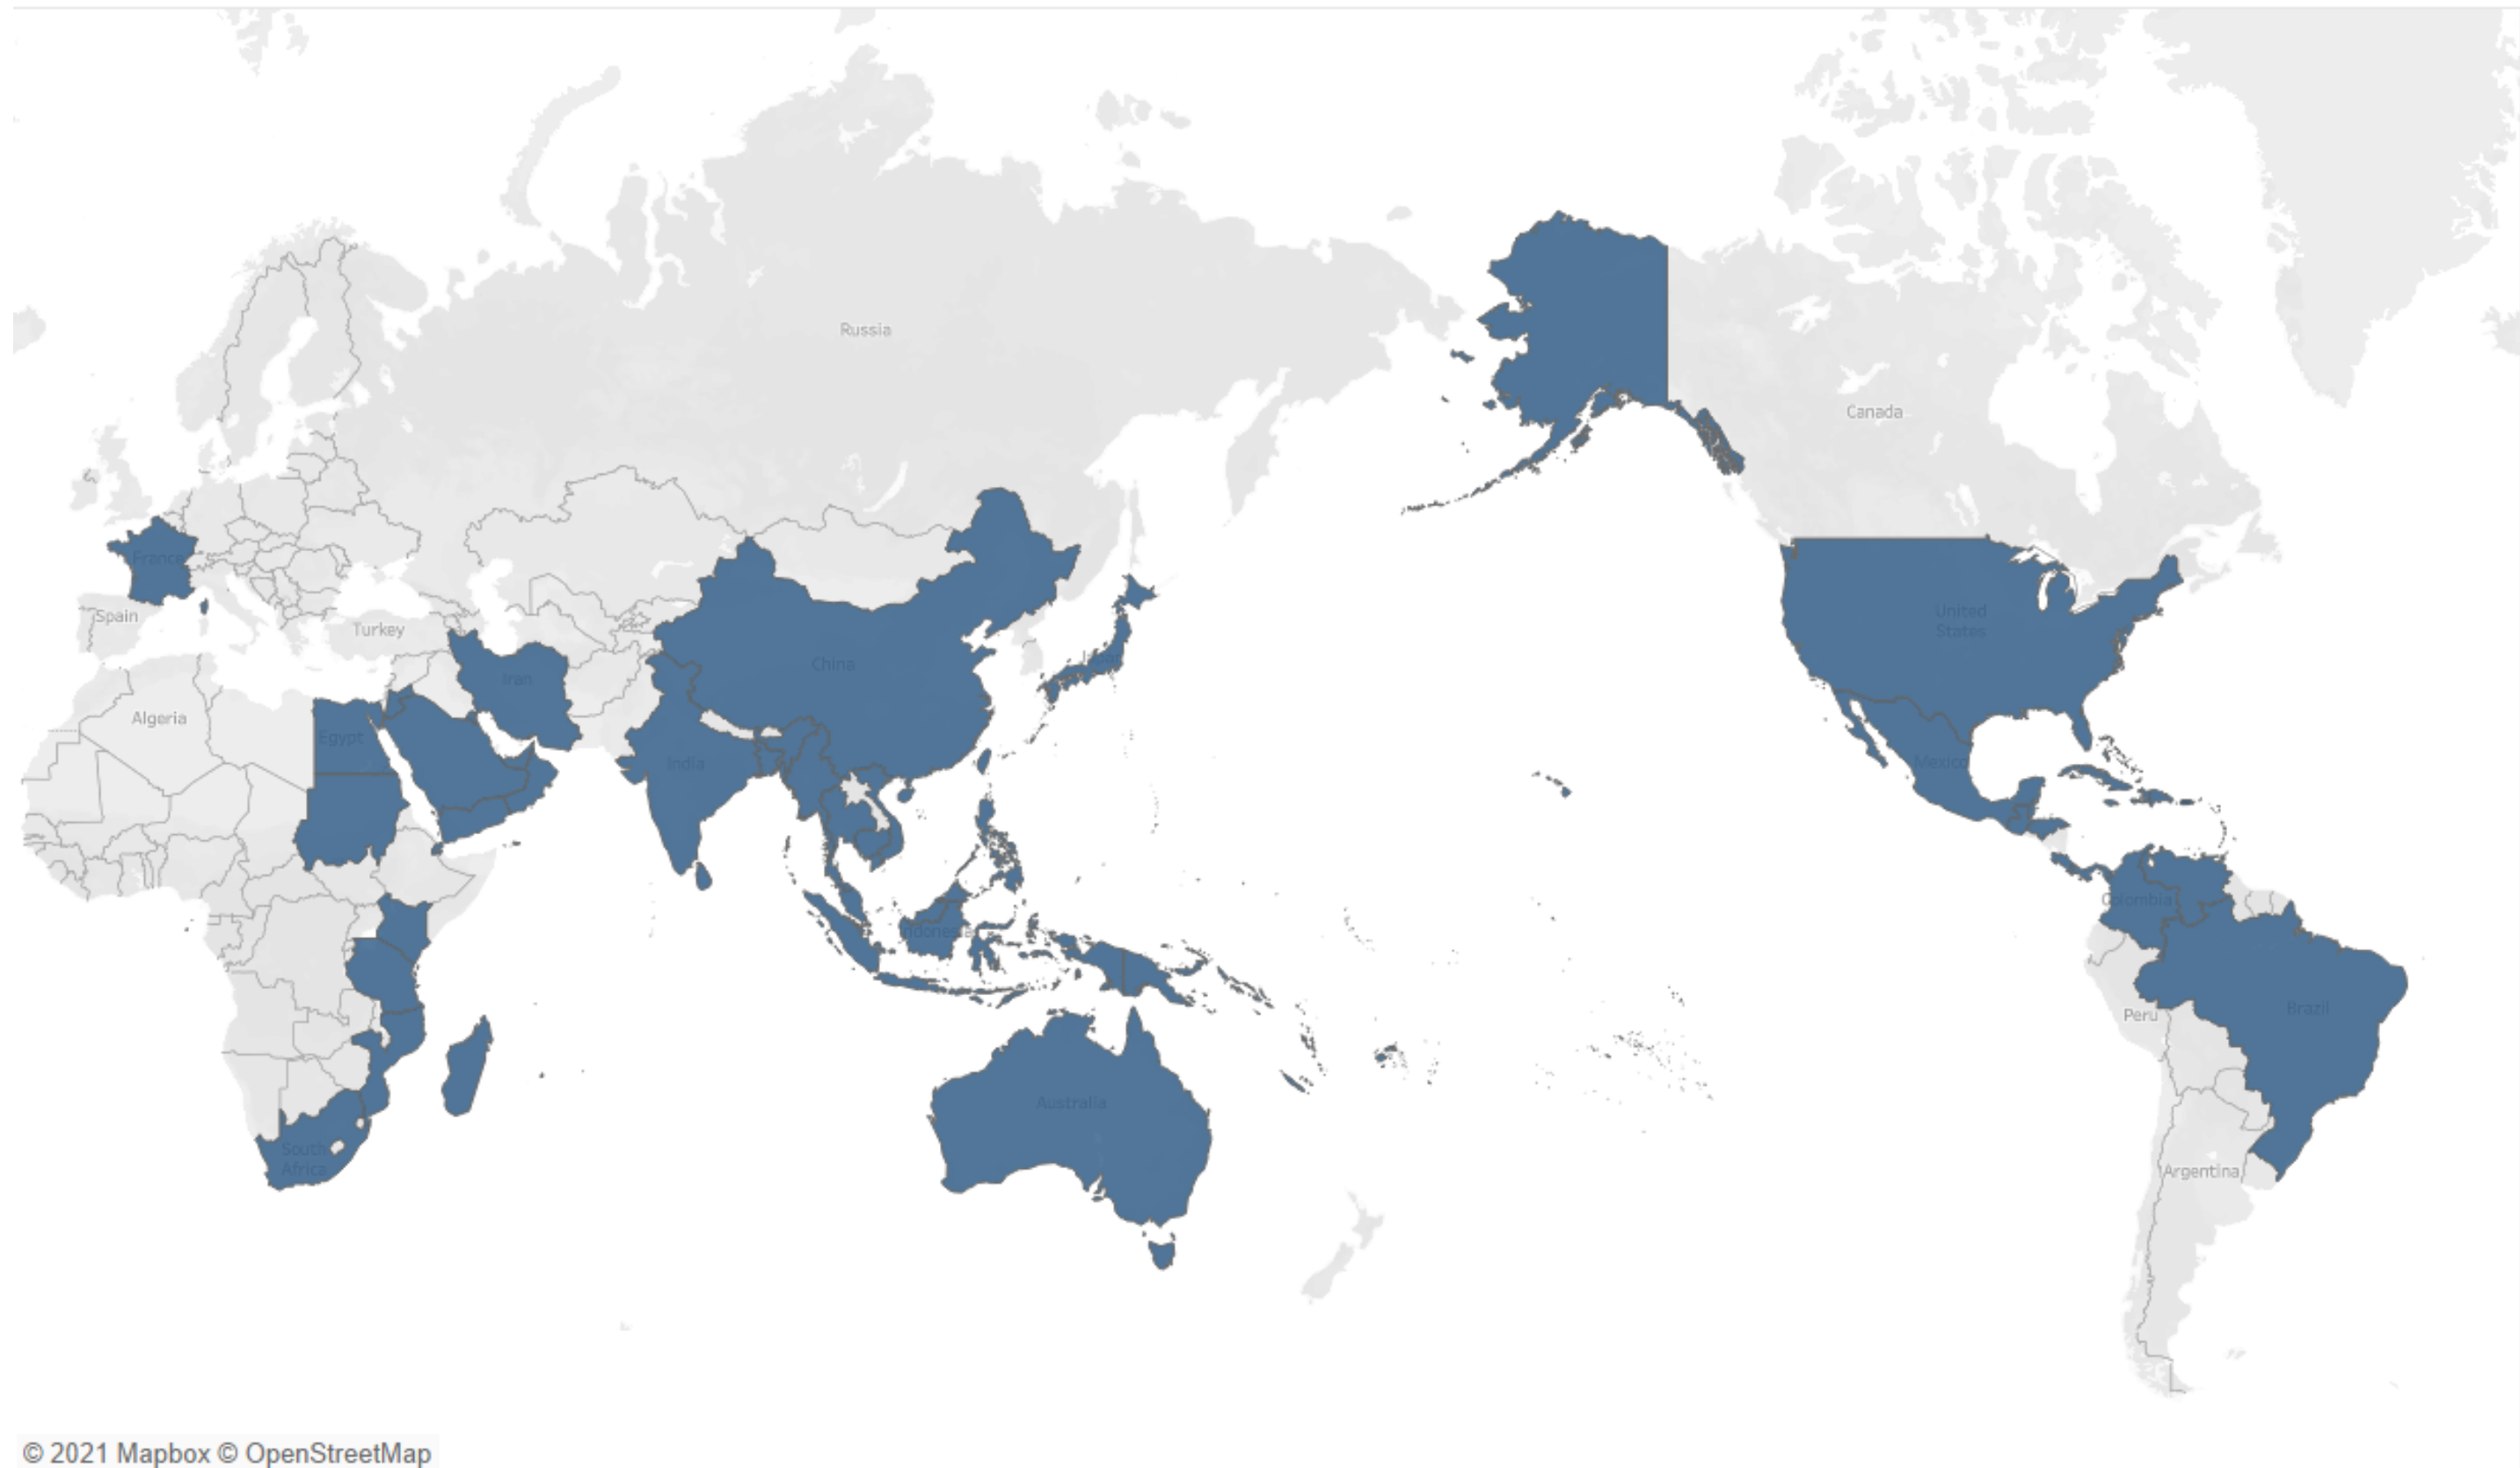 Russia
Canada
France
Spain
Turkey
United
States
China
Iran
Algeria
Egypt
India
Mexico
Colombia
Indonesia
Brazil
Peru
Australia
South
Africa
Argentina
© 2021 Mapbox © OpenStreetMap